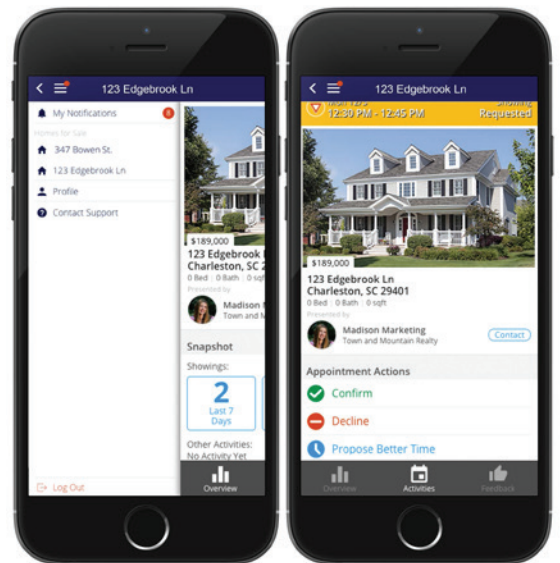 123 Edgebrook Ln
My Notifications
Homes for Sale
347 Bowen St.
123 Edgebrook Ln
Profile
Contact Support
Log Out
$189,000
123 Edgebrook
Charleston, SC
0 Bed | 0 Bath | 0 sqft
Presented by
Madison
Town and
Snapshot
Showings:
2
Last 7
Days
Other Activities:
No Activity Yet
Overview
123 Edgebrook Ln
Showing
12:30 PM - 12:45 PM
Requested
$189,000
123 Edgebrook Ln
Charleston, SC 29401
0 Bed | 0 Bath | 0 sqft
Presented by
Madison Marketing
Town and Mountain Realty
Contact
Appointment Actions
Confirm
Decline
Propose Better Time
Overview
Activities
Feedback